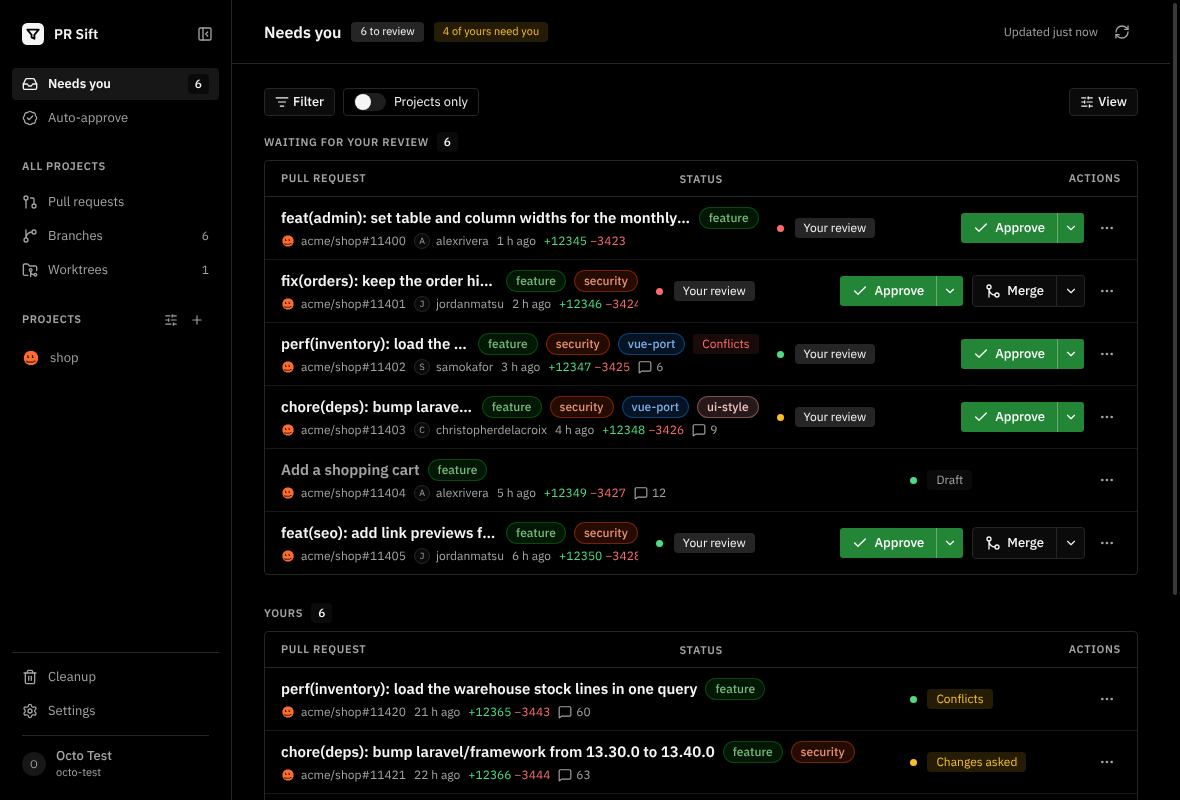 PR Sift
Needs you 6
Auto-approve
ALL PROJECTS
Pull requests
Branches 6
Worktrees 1
PROJECTS
shop
Cleanup
Settings
O
Octo Test
octo-test
Needs you 6 to review 4 of yours need you Updated just now
Filter Projects only View
WAITING FOR YOUR REVIEW 6
PULL REQUEST STATUS ACTIONS
feat(admin): set table and column widths for the monthly... feature
acme/shop#11400 A alexrivera 1 h ago +12345 −3423
Your review Approve
fix(orders): keep the order hi... feature security
acme/shop#11401 J jordanmatsu 2 h ago +12346 −3424
Your review Approve Merge
perf(inventory): load the ... feature security vue-port Conflicts
acme/shop#11402 S samokafor 3 h ago +12347 −3425 6
Your review Approve
chore(deps): bump larave... feature security vue-port ui-style
acme/shop#11403 C christopherdelacroix 4 h ago +12348 −3426 9
Your review Approve
Add a shopping cart feature
acme/shop#11404 A alexrivera 5 h ago +12349 −3427 12
Draft
feat(seo): add link previews f... feature security
acme/shop#11405 J jordanmatsu 6 h ago +12350 −3428
Your review Approve Merge
YOURS 6
PULL REQUEST STATUS ACTIONS
perf(inventory): load the warehouse stock lines in one query feature
acme/shop#11420 21 h ago +12365 −3443 60
Conflicts
chore(deps): bump laravel/framework from 13.30.0 to 13.40.0 feature security
acme/shop#11421 22 h ago +12366 −3444 63
Changes asked